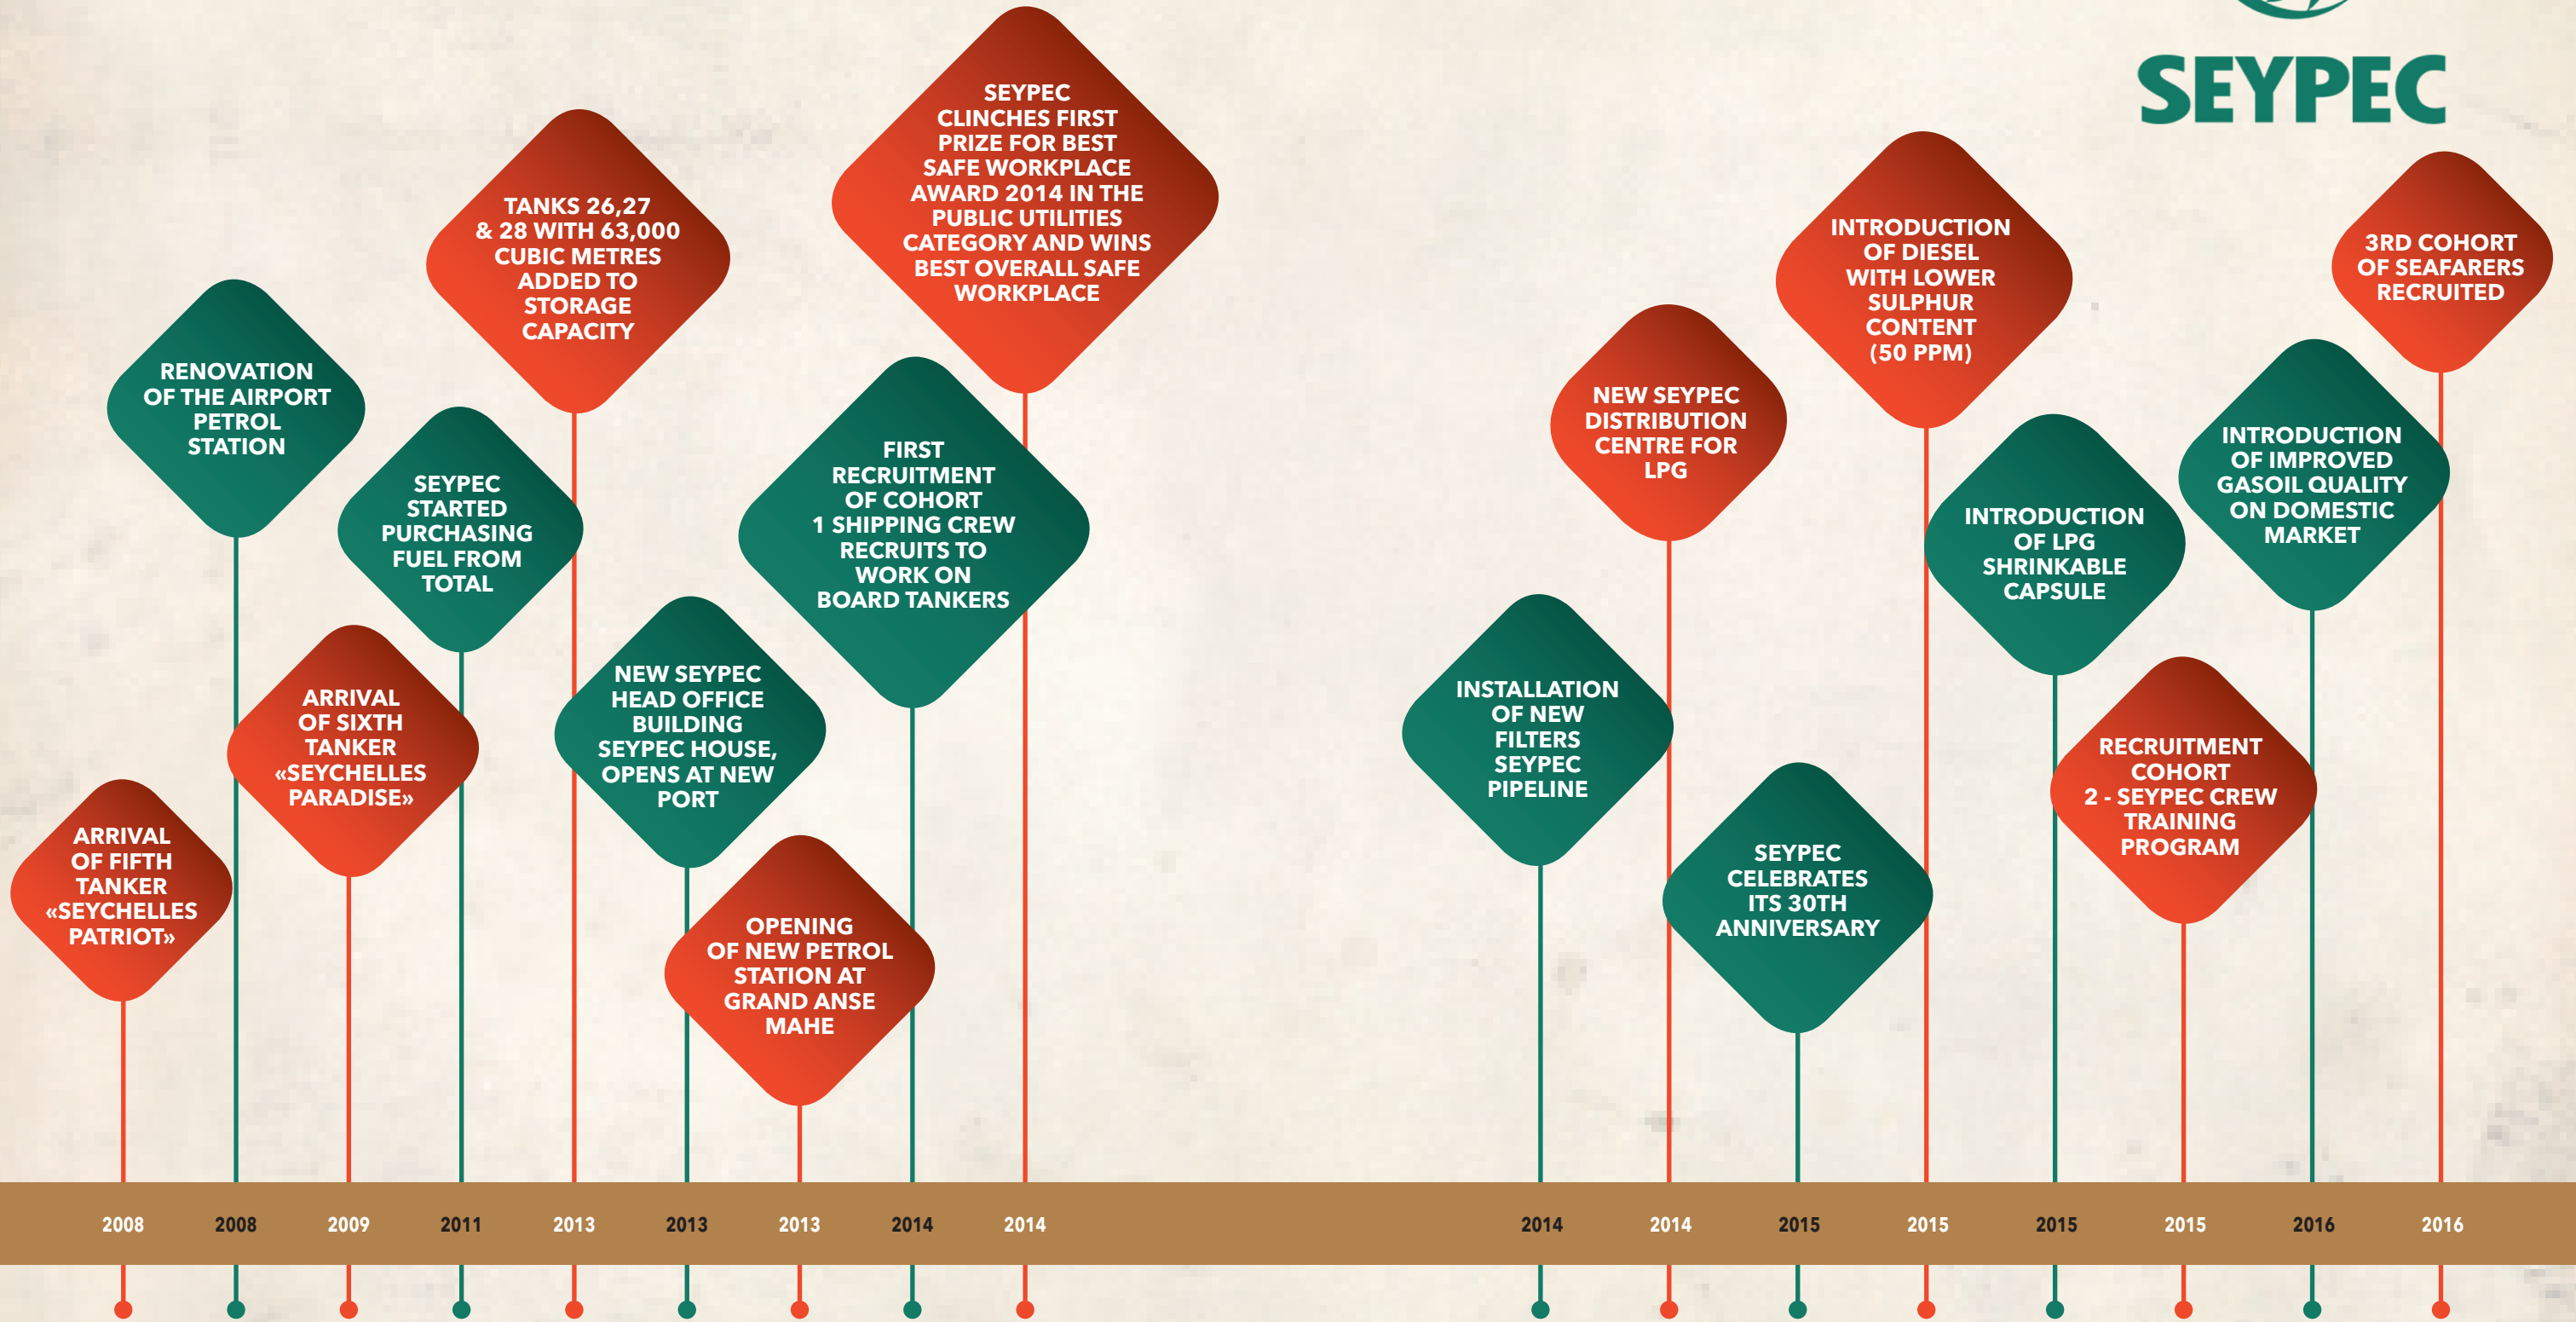 SEYPEC
ARRIVAL
OF FIFTH
TANKER
«SEYCHELLES
PATRIOT»
RENOVATION
OF THE AIRPORT
PETROL
STATION
ARRIVAL
OF SIXTH
TANKER
«SEYCHELLES
PARADISE»
SEYPEC
STARTED
PURCHASING
FUEL FROM
TOTAL
TANKS 26,27
& 28 WITH 63,000
CUBIC METRES
ADDED TO
STORAGE
CAPACITY
NEW SEYPEC
HEAD OFFICE
BUILDING
SEYPEC HOUSE,
OPENS AT NEW
PORT
OPENING
OF NEW PETROL
STATION AT
GRAND ANSE
MAHE
FIRST
RECRUITMENT
OF COHORT
1 SHIPPING CREW
RECRUITS TO
WORK ON
BOARD TANKERS
SEYPEC
CLINCHES FIRST
PRIZE FOR BEST
SAFE WORKPLACE
AWARD 2014 IN THE
PUBLIC UTILITIES
CATEGORY AND WINS
BEST OVERALL SAFE
WORKPLACE
INSTALLATION
OF NEW
FILTERS
SEYPEC
PIPELINE
NEW SEYPEC
DISTRIBUTION
CENTRE FOR
LPG
SEYPEC
CELEBRATES
ITS 30TH
ANNIVERSARY
INTRODUCTION
OF DIESEL
WITH LOWER
SULPHUR
CONTENT
(50 PPM)
INTRODUCTION
OF LPG
SHRINKABLE
CAPSULE
RECRUITMENT
COHORT
2 - SEYPEC CREW
TRAINING
PROGRAM
INTRODUCTION
OF IMPROVED
GASOIL QUALITY
ON DOMESTIC
MARKET
3RD COHORT
OF SEAFARERS
RECRUITED
2008 2008 2009 2011 2013 2013 2013 2014 2014 2014 2014 2015 2015 2015 2015 2016 2016